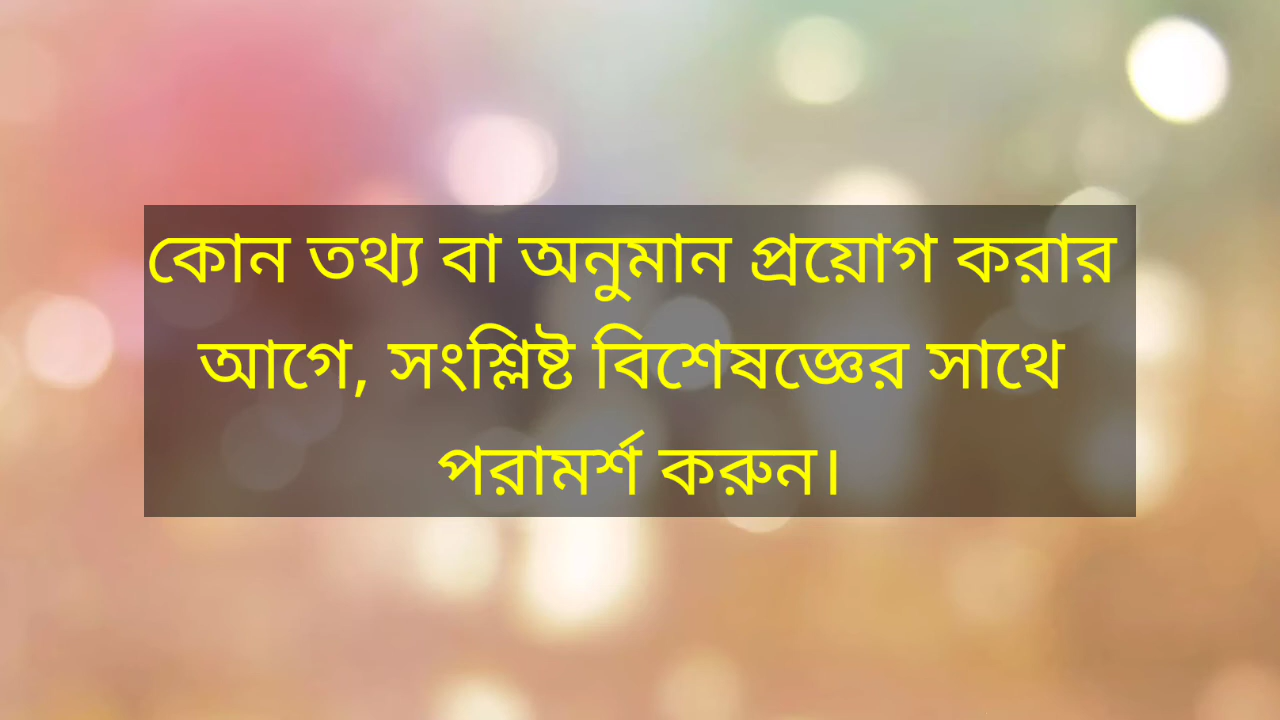 কোন তথ্য বা অনুমান প্রয়োগ করার
আগে, সংশ্লিষ্ট বিশেষজ্ঞের সাথে
পরামর্শ করুন।